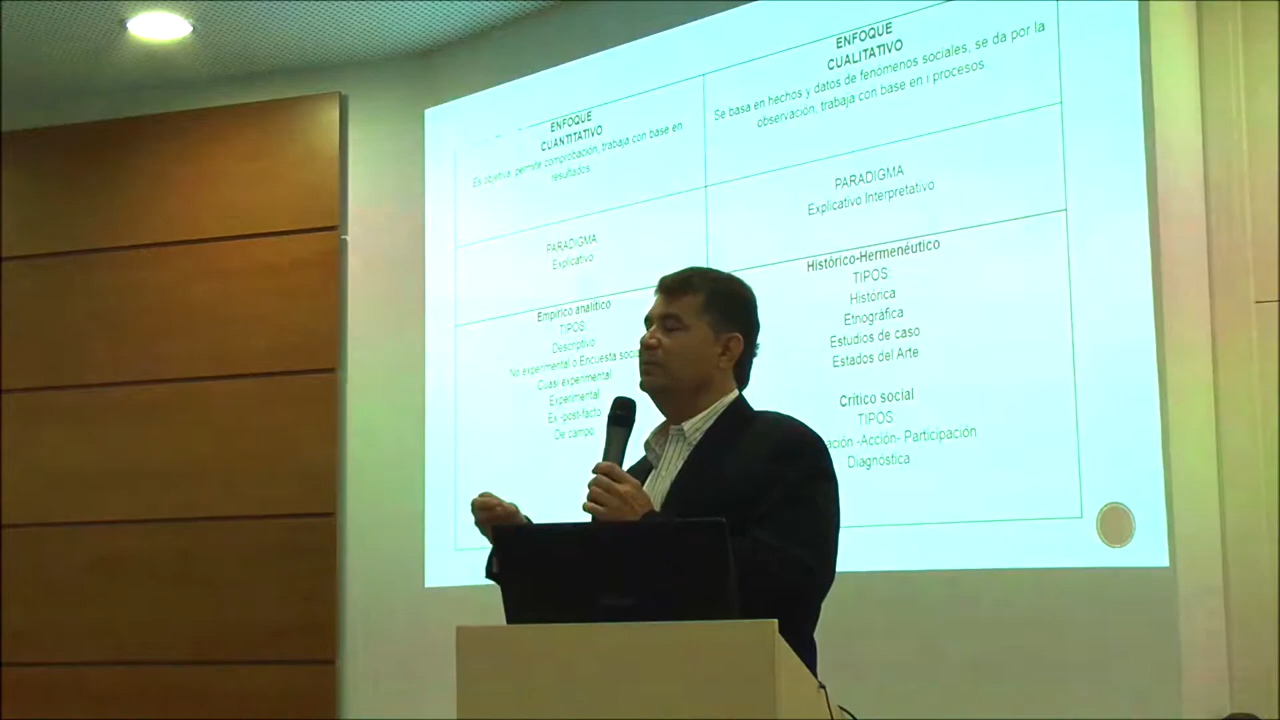 ENFOQUE
CUANTITATIVO
Es objetiva, permite comprobación, trabaja con base en
resultados.
PARADIGMA
Explicativo
Empírico analítico
TIPOS:
Descriptivo
No experimental o Encuesta
Cuasi experimental
Experimental
Ex -post-facto
De campo
ENFOQUE
CUALITATIVO
Se basa en hechos y datos de fenómenos sociales, se da por la
observación, trabaja con base en i procesos.
PARADIGMA
Explicativo Interpretativo
Histórico-Hermenéutico
TIPOS:
Histórica
Etnográfica
Estudios de caso
Estados del Arte
Crítico social
TIPOS:
-Acción- Participación
Diagnóstica